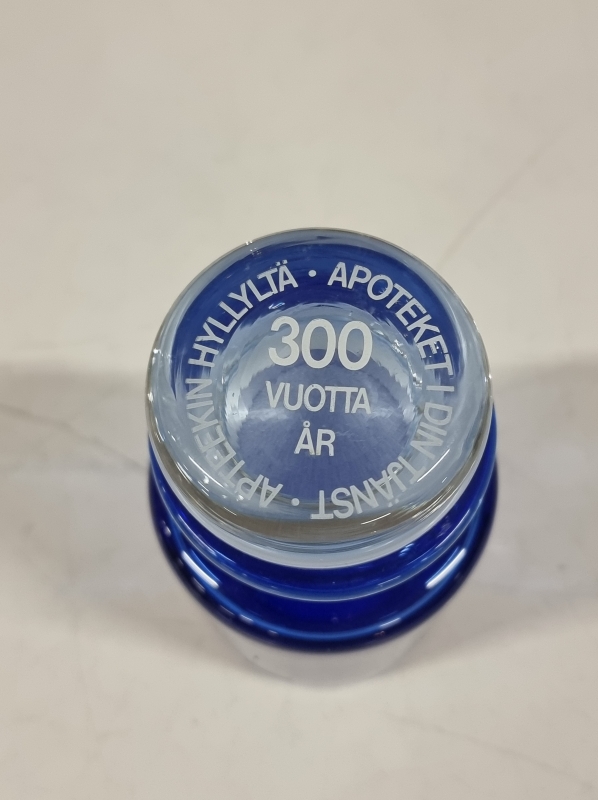 APTEEKIN HYLLYLTÄ • APOTEKET I DIN TJÄNST •
300
VUOTTA
ÅR